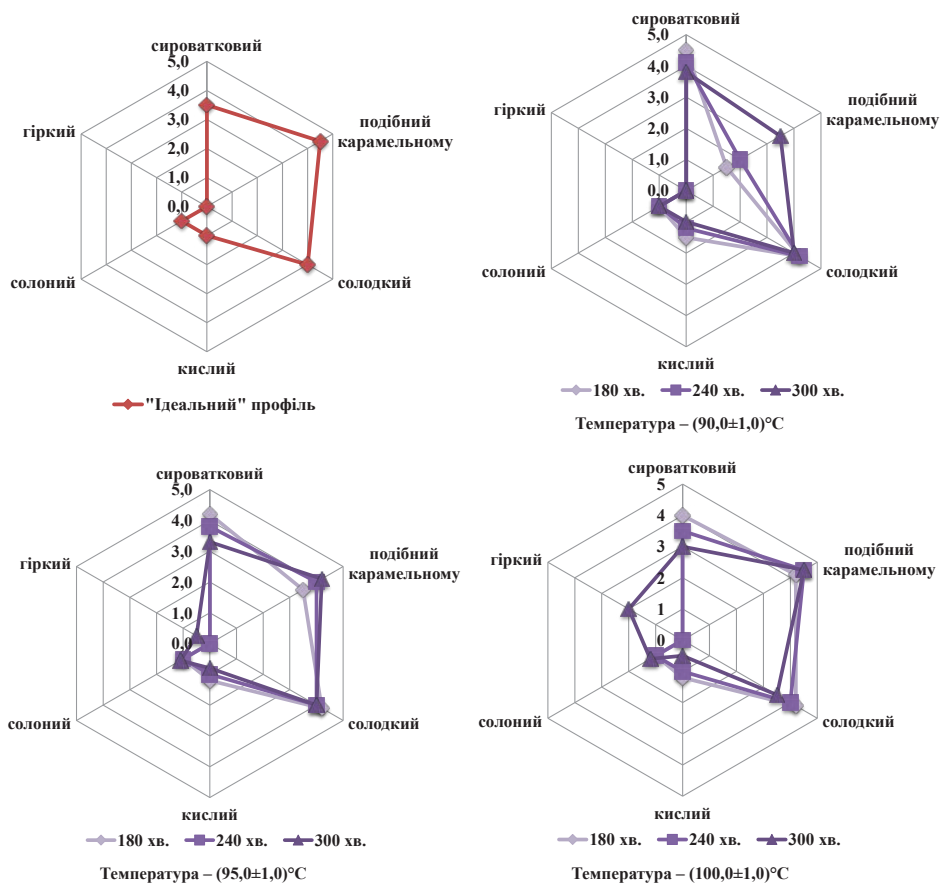 сироватковий
5,0
4,0
3,0
2,0
1,0
0,0
подібний
карамельному
солодкий
кислий
солоний
гіркий
"Ідеальний" профіль
сироватковий
5,0
4,0
3,0
2,0
1,0
0,0
подібний
карамельному
солодкий
кислий
солоний
гіркий
180 хв. 240 хв. 300 хв.
Температура – (90,0±1,0)°С
сироватковий
5,0
4,0
3,0
2,0
1,0
0,0
подібний
карамельному
солодкий
кислий
солоний
гіркий
180 хв. 240 хв. 300 хв.
Температура – (95,0±1,0)°С
сироватковий
5
4
3
2
1
0
подібний
карамельному
солодкий
кислий
солоний
гіркий
180 хв. 240 хв. 300 хв.
Температура – (100,0±1,0)°С